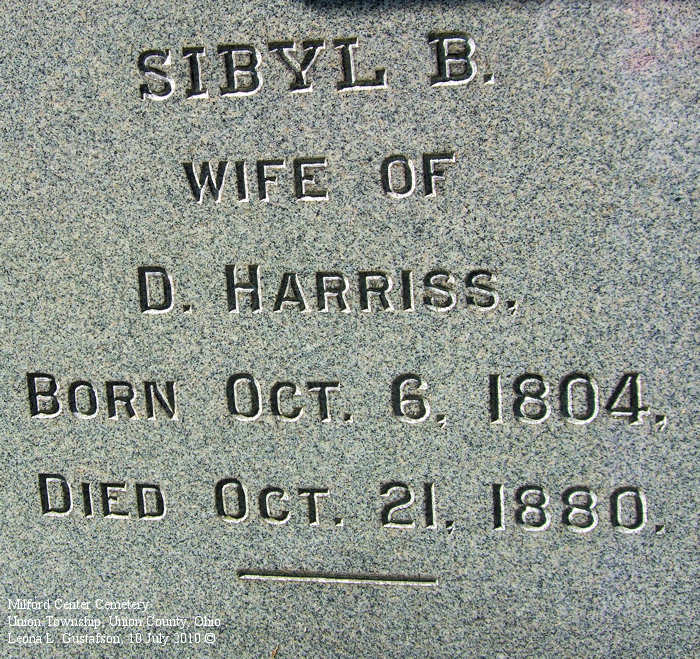 SIBYL B.
WIFE OF
D. HARRISS,
BORN OCT. 6, 1804,
DIED OCT. 21, 1880.
Milford Center Cemetery
Union Township, Union County, Ohio
Leona L. Gustafson, 18 July 2010 ©